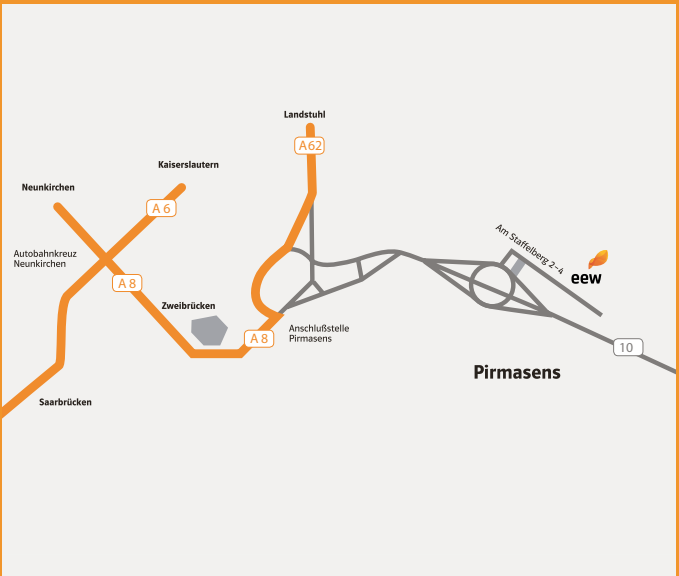 Landstuhl
A62
Kaiserslautern
Neunkirchen
A 6
Am Staffelberg 2-4
Autobahnkreuz
Neunkirchen
eew
A 8
Zweibrücken
Anschlußstelle
Pirmasens
A 8
10
Pirmasens
Saarbrücken